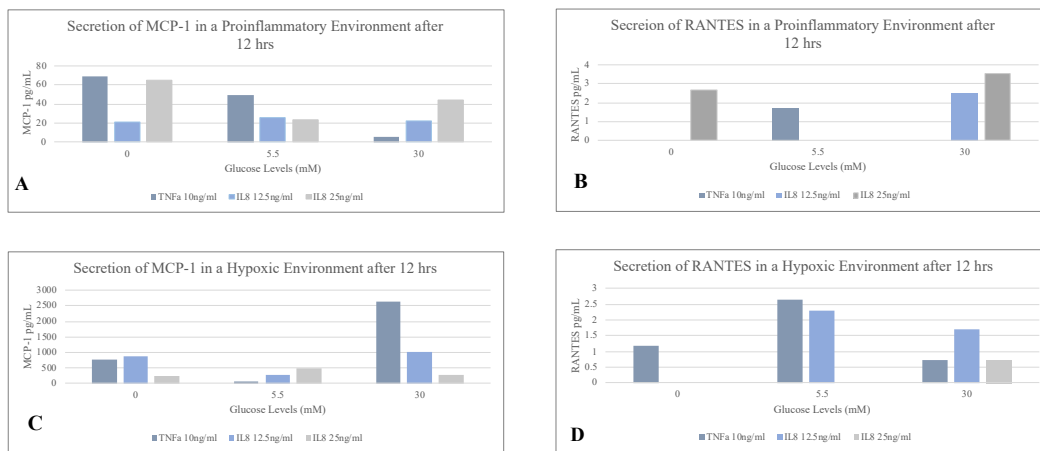 Secretion of MCP-1 in a Proinflammatory Environment after
12 hrs
MCP-1 pg/mL
80
60
40
20
0
0 5.5 30
Glucose Levels (mM)
TNFa 10ng/ml IL8 12.5ng/ml IL8 25ng/ml
A
Secreion of RANTES in a Proinflammatory Environment after
12 hrs
RANTES pg/mL
4
3
2
1
0
0 5.5 30
Glucose Levels (mM)
TNFa 10ng/ml IL8 12.5ng/ml IL8 25ng/ml
B
Secretion of MCP-1 in a Hypoxic Environment after 12 hrs
MCP-1 pg/mL
3000
2500
2000
1500
1000
500
0
0 5.5 30
Glucose Levels (mM)
TNFa 10ng/ml IL8 12.5ng/ml IL8 25ng/ml
C
Secretion of RANTES in a Hypoxic Environment after 12 hrs
RANTES pg/mL
3
2.5
2
1.5
1
0.5
0
0 5.5 30
Glucose Levels (mM)
TNFa 10ng/ml IL8 12.5ng/ml IL8 25ng/ml
D